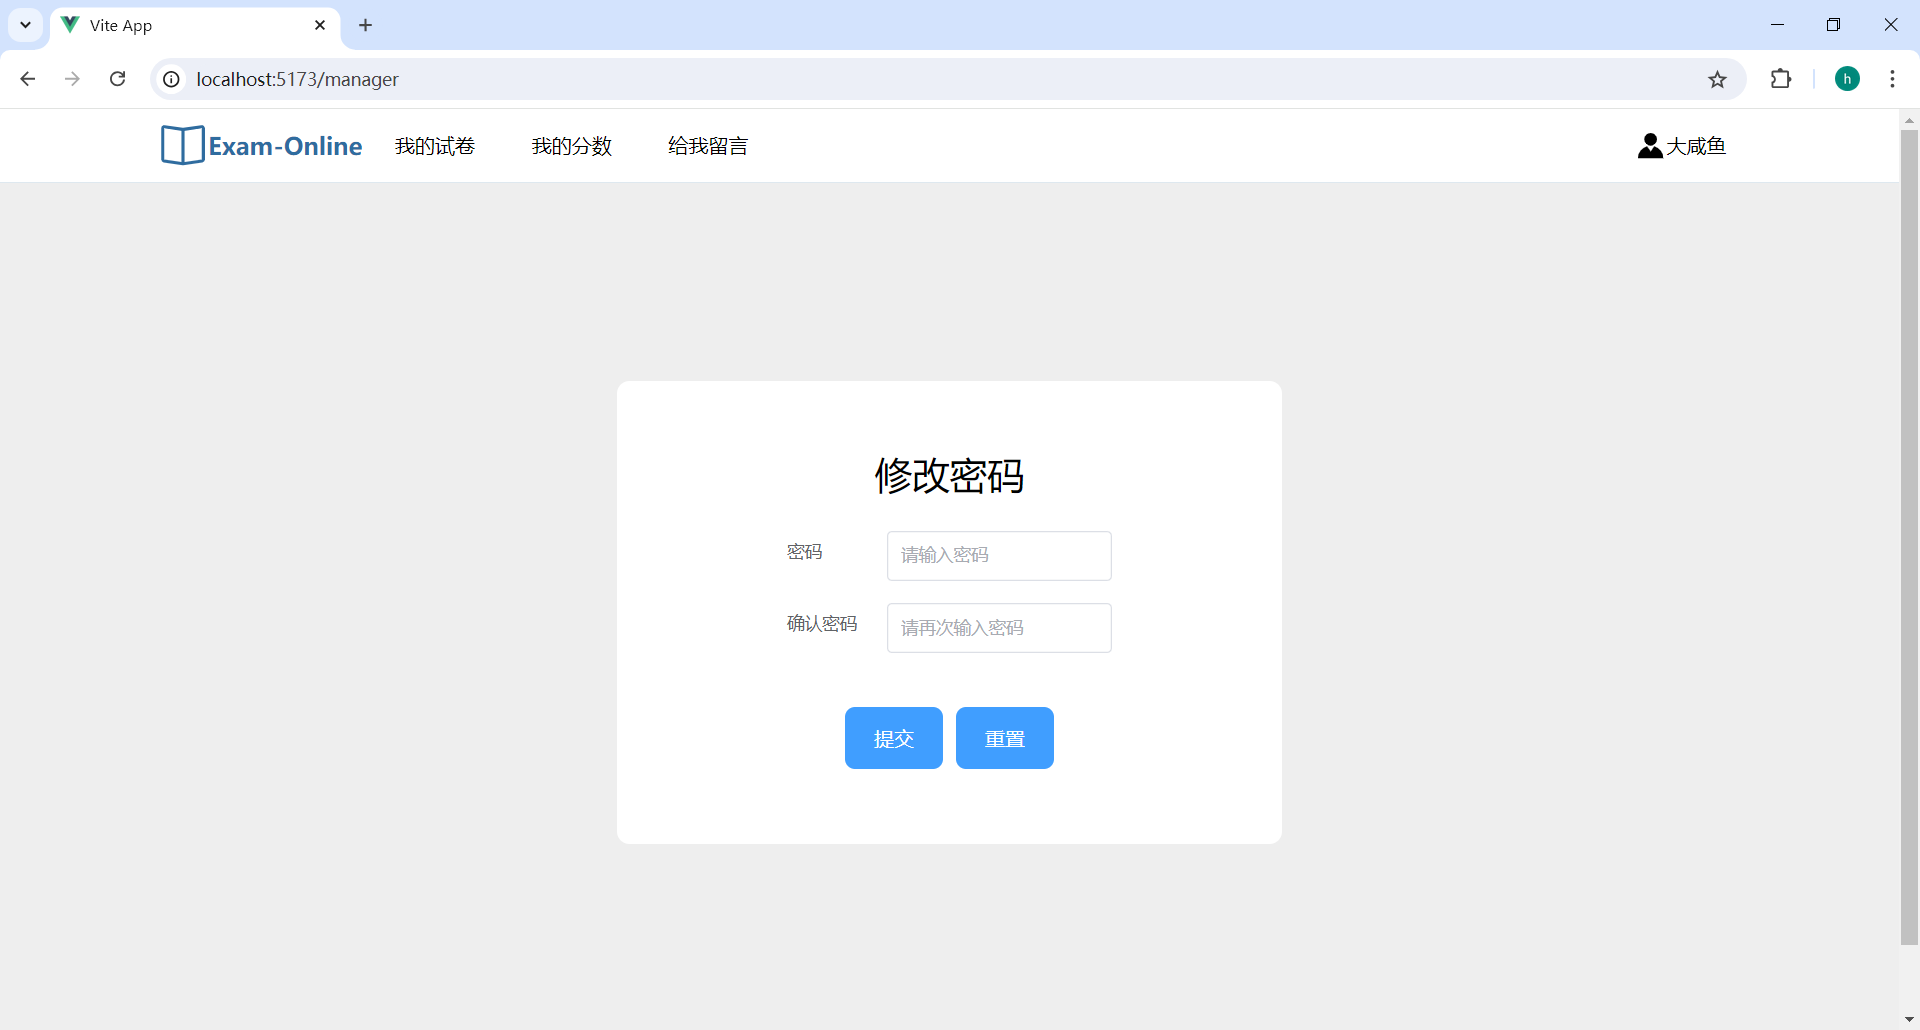 Vite App
localhost:5173/manager
h
Exam-Online 我的试卷 我的分数 给我留言 大咸鱼
修改密码
密码 请输入密码
确认密码 请再次输入密码
提交 重置